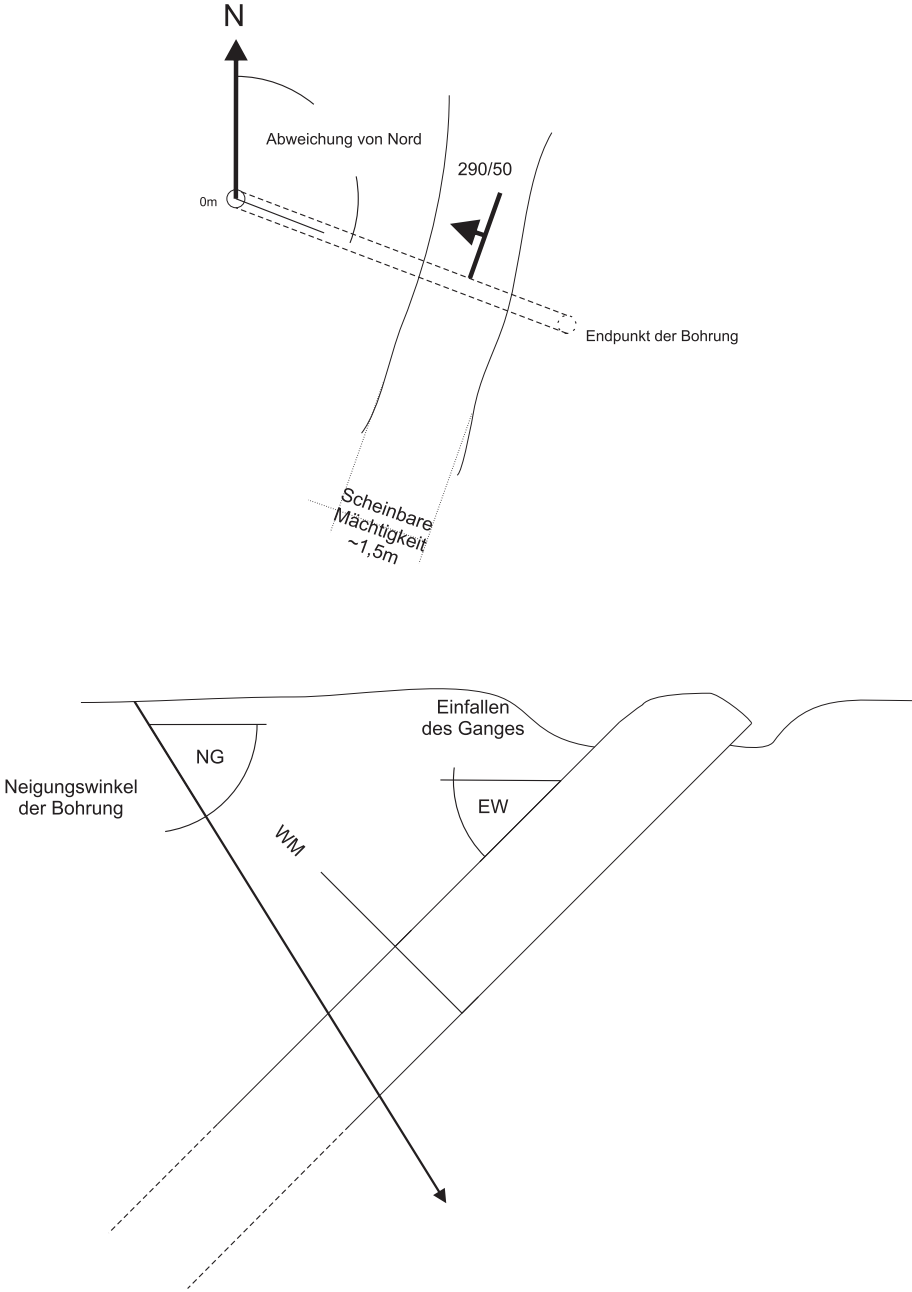 N
Abweichung von Nord
290/50
0m
Endpunkt der Bohrung
Scheinbare
Mächtigkeit
~1,5m
Einfallen
des Ganges
NG
Neigungswinkel
der Bohrung
EW
WM